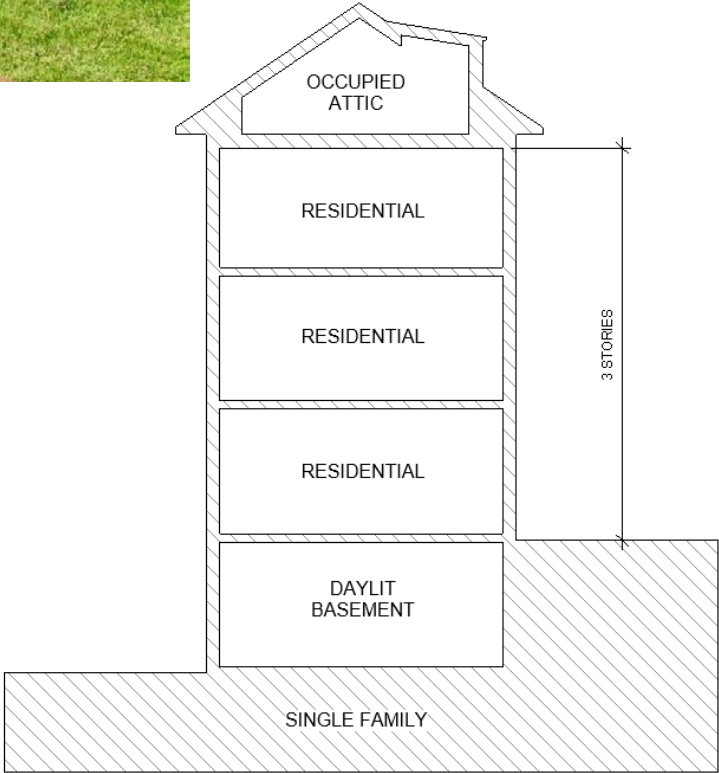 OCCUPIED
ATTIC
RESIDENTIAL
RESIDENTIAL
3 STORIES
RESIDENTIAL
DAYLIT
BASEMENT
SINGLE FAMILY